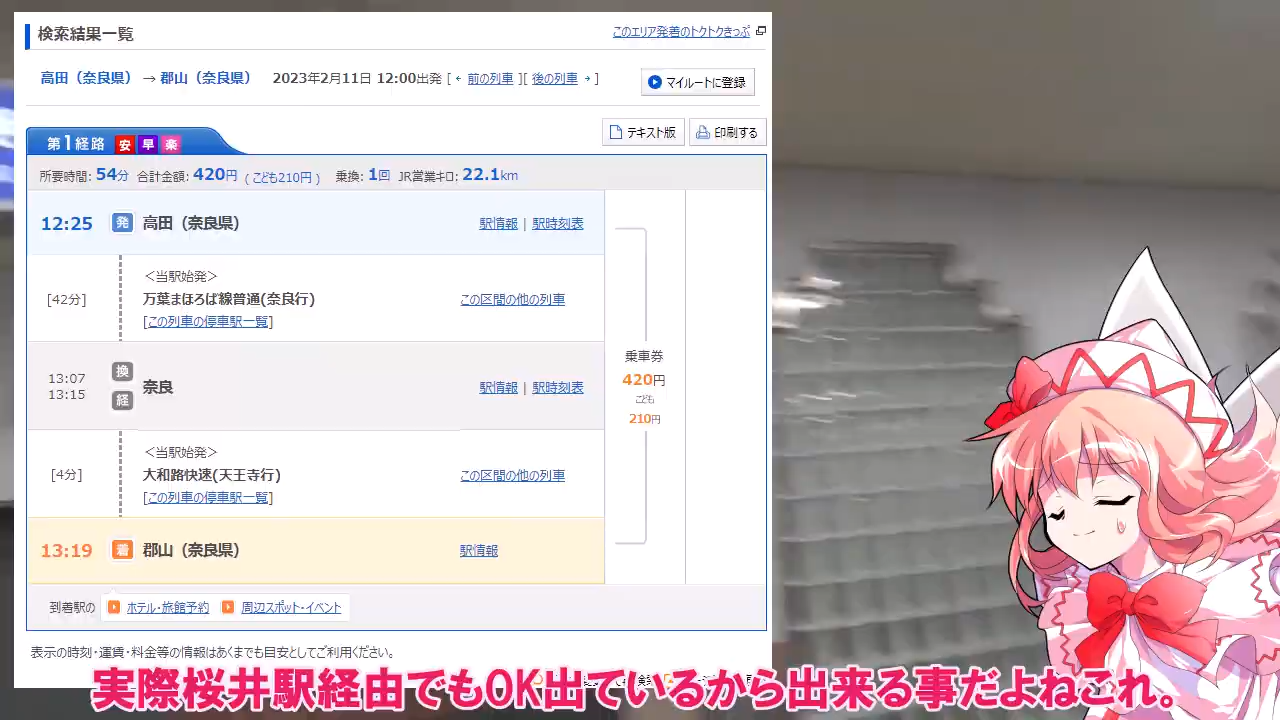 検索結果一覧
このエリア発着のトクトクきっぷ
高田（奈良県） → 郡山（奈良県） 2023年2月11日 12:00出発 [ ← 前の列車 ][ 後の列車 → ]
マイルートに登録
第1経路 安 早 楽
テキスト版
印刷する
所要時間: 54分 合計金額: 420円 ( こども210円 ) 乗換: 1回 JR営業キロ: 22.1km
12:25 発 高田（奈良県） 駅情報 | 駅時刻表
＜当駅始発＞
[42分] 万葉まほろば線普通(奈良行) この区間の他の列車
[この列車の停車駅一覧]
乗車券
420円
こども
210円
13:07 換
13:15 経
奈良 駅情報 | 駅時刻表
＜当駅始発＞
[4分] 大和路快速(天王寺行) この区間の他の列車
[この列車の停車駅一覧]
13:19 着 郡山（奈良県） 駅情報
到着駅の ホテル・旅館予約 周辺スポット・イベント
表示の時刻・運賃・料金等の情報はあくまでも目安としてご利用ください。
実際桜井駅経由でもOK出ているから出来る事だよねこれ。